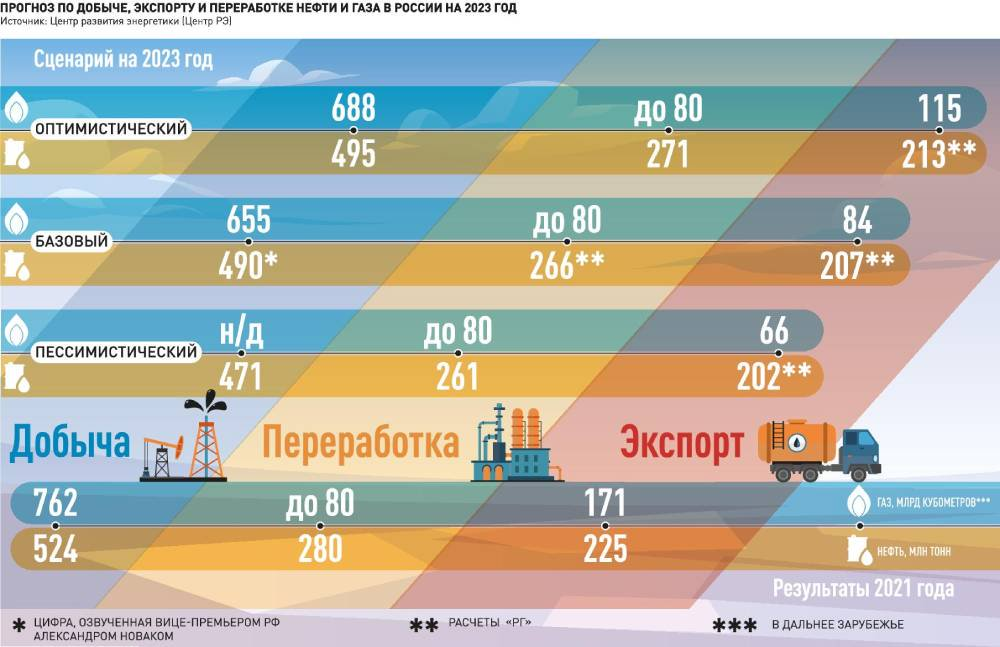 ПРОГНОЗ ПО ДОБЫЧЕ, ЭКСПОРТУ И ПЕРЕРАБОТКЕ НЕФТИ И ГАЗА В РОССИИ НА 2023 ГОД
Источник: Центр развития энергетики (Центр РЭ)
Сценарий на 2023 год
688 до 80 115
ОПТИМИСТИЧЕСКИЙ
495 271 213**
655 до 80 84
БАЗОВЫЙ
490* 266** 207**
н/д до 80 66
ПЕССИМИСТИЧЕСКИЙ
471 261 202**
Добыча Переработка Экспорт
762 до 80 171 ГАЗ, МЛРД КУБОМЕТРОВ***
524 280 225 НЕФТЬ, МЛН ТОНН
Результаты 2021 года
* ЦИФРА, ОЗВУЧЕННАЯ ВИЦЕ-ПРЕМЬЕРОМ РФ
АЛЕКСАНДРОМ НОВАКОМ
** РАСЧЕТЫ «РГ»
*** В ДАЛЬНЕЕ ЗАРУБЕЖЬЕ